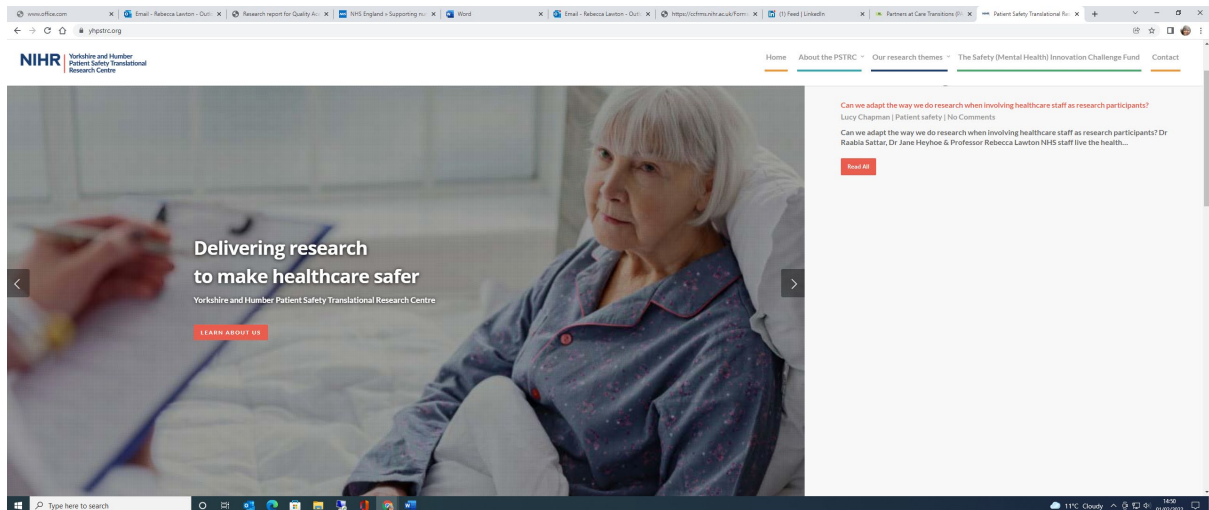 www.office.com
Email - Rebecca Lawton - Outl
Research report for Quality Acc
NHS England » Supporting nur
Word
Email - Rebecca Lawton - Outl
https://ccfrms.nihr.ac.uk/Forms
(1) Feed | LinkedIn
Partners at Care Transitions (P
Patient Safety Translational Res
yhpstrc.org
NIHR
Yorkshire and Humber
Patient Safety Translational
Research Centre
Home
About the PSTRC
Our research themes
The Safety (Mental Health) Innovation Challenge Fund
Contact
Can we adapt the way we do research when involving healthcare staff as research participants?
Lucy Chapman | Patient safety | No Comments
Can we adapt the way we do research when involving healthcare staff as research participants? Dr
Raabia Sattar, Dr Jane Heyhoe & Professor Rebecca Lawton NHS staff live the health...
Read All
Delivering research
to make healthcare safer
Yorkshire and Humber Patient Safety Translational Research Centre
LEARN ABOUT US
Type here to search
11°C Cloudy
14:50